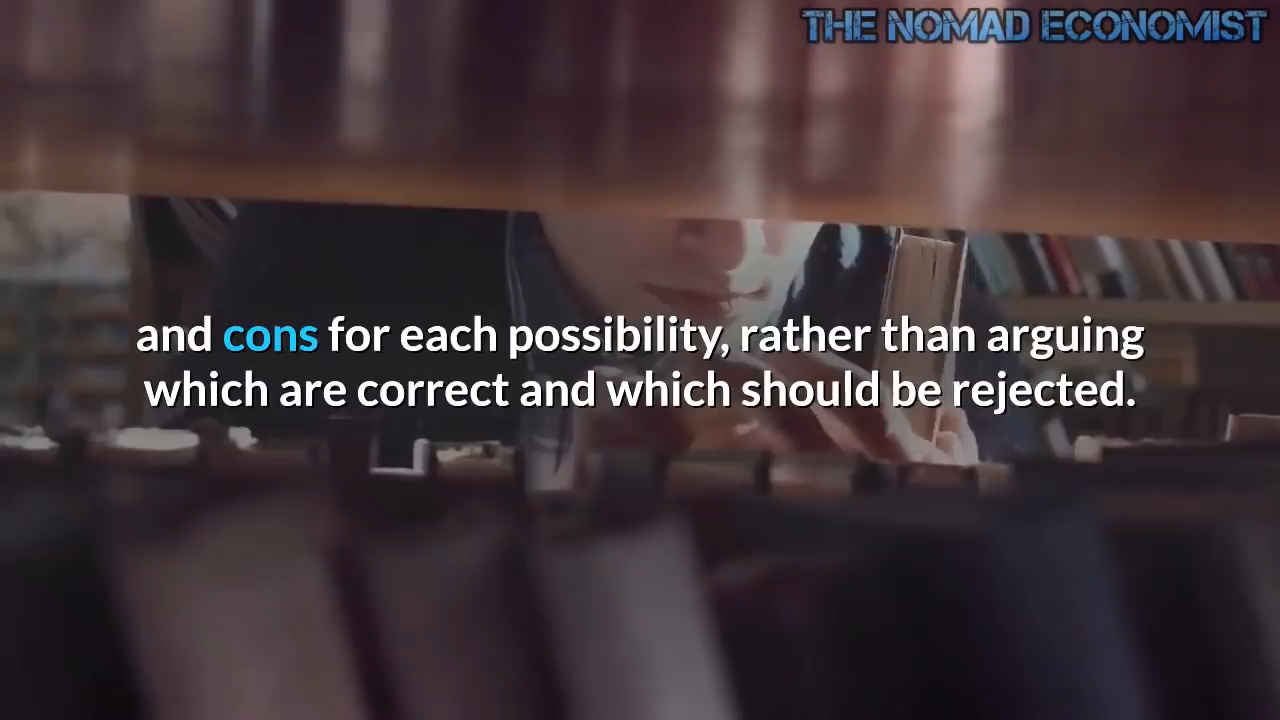 THE NOMAD ECONOMIST
and cons for each possibility, rather than arguing
which are correct and which should be rejected.